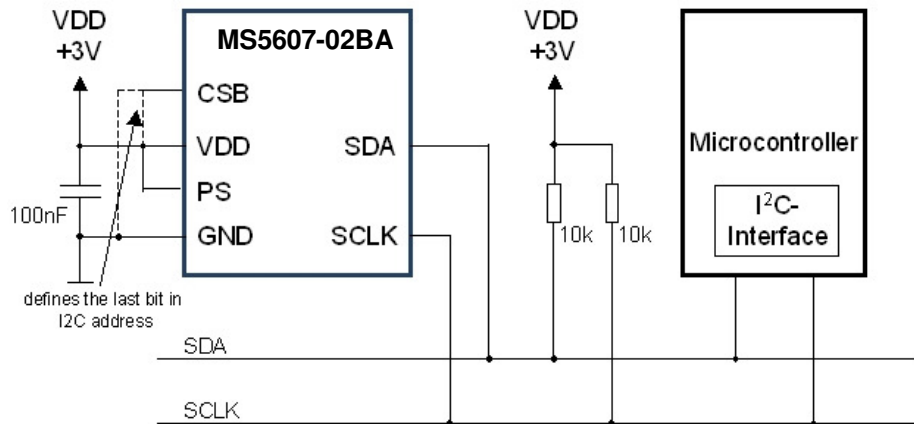 VDD
+3V
MS5607-02BA
CSB
VDD
PS
GND
SDA
SCLK
100nF
defines the last bit in
I2C address
VDD
+3V
10k
10k
Microcontroller
I²C-
Interface
SDA
SCLK